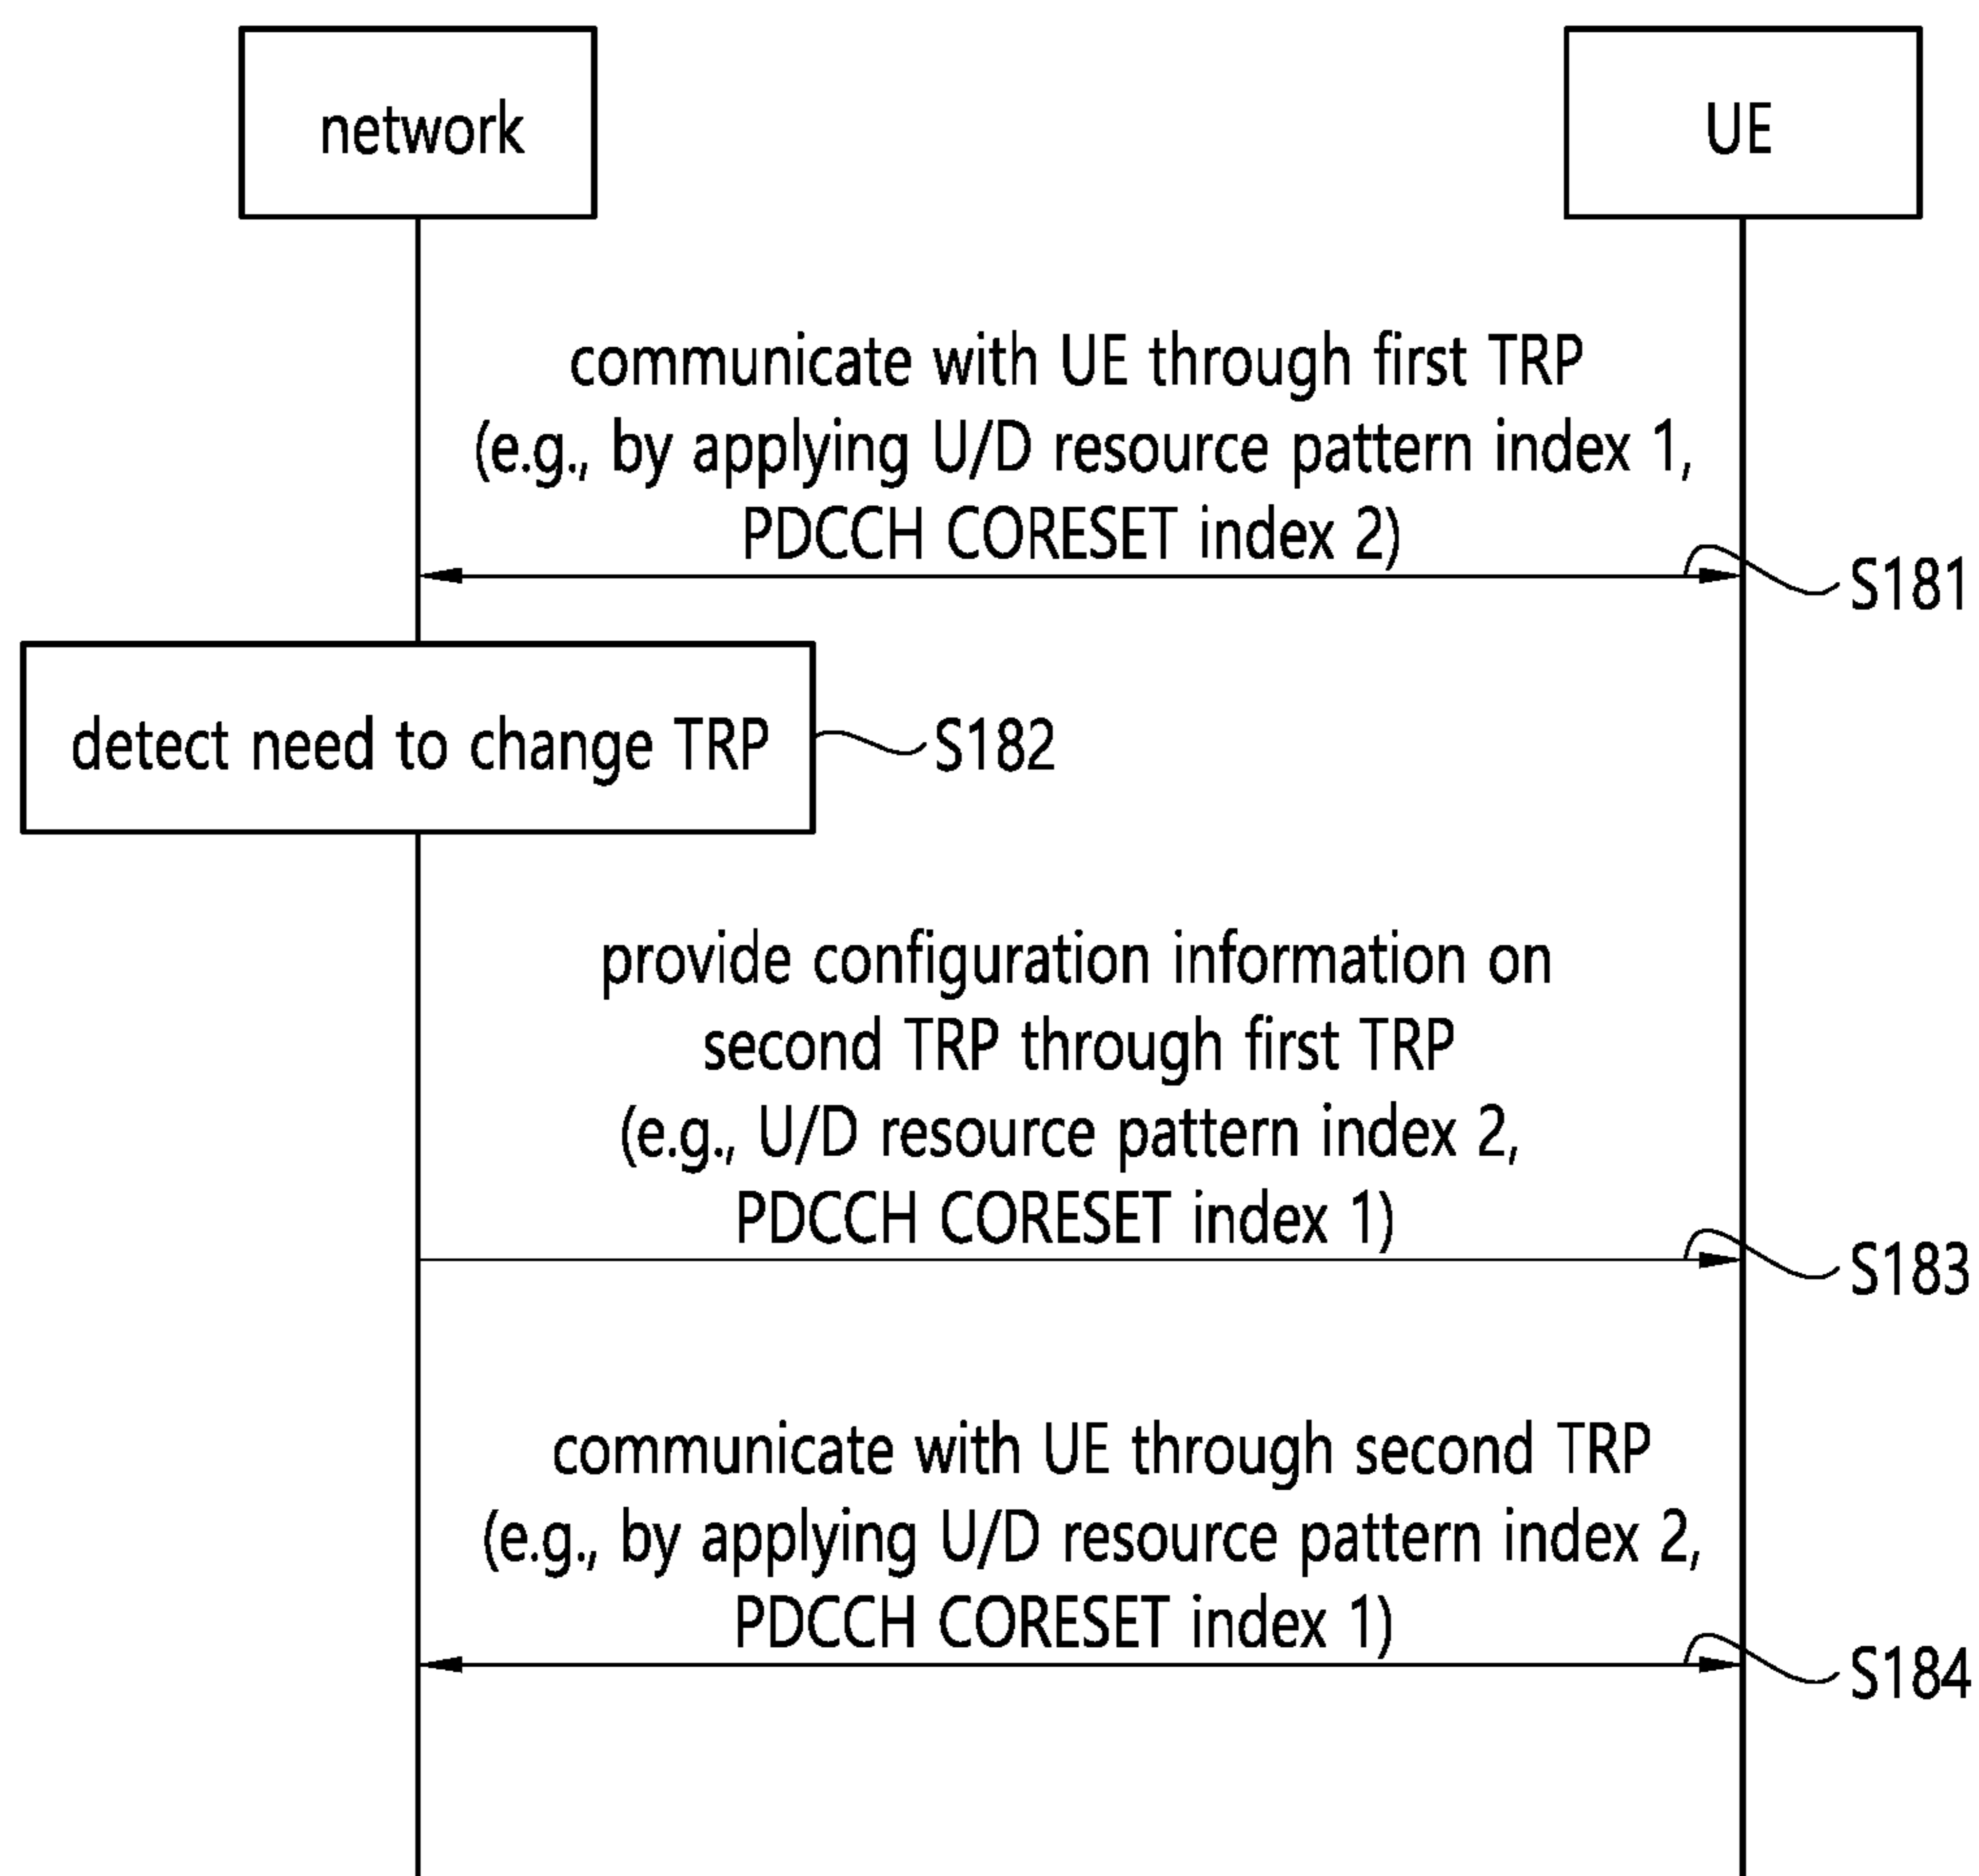 network
UE
communicate with UE through first TRP
(e.g., by applying U/D resource pattern index 1,
PDCCH CORESET index 2)
S181
detect need to change TRP
S182
provide configuration information on
second TRP through first TRP
(e.g., U/D resource pattern index 2,
PDCCH CORESET index 1)
S183
communicate with UE through second TRP
(e.g., by applying U/D resource pattern index 2,
PDCCH CORESET index 1)
S184